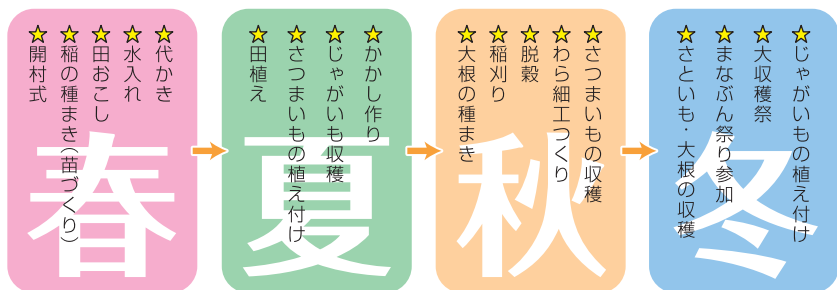 春
★開村式
★稲の種まき（苗づくり）
★田おこし
★水入れ
★代かき
夏
★田植え
★さつまいもの植え付け
★じゃがいも収穫
★かかし作り
秋
★大根の種まき
★稲刈り
★脱穀
★わら細工つくり
★さつまいもの収穫
冬
★さといも・大根の収穫
★まなぶん祭り参加
★大収穫祭
★じゃがいもの植え付け